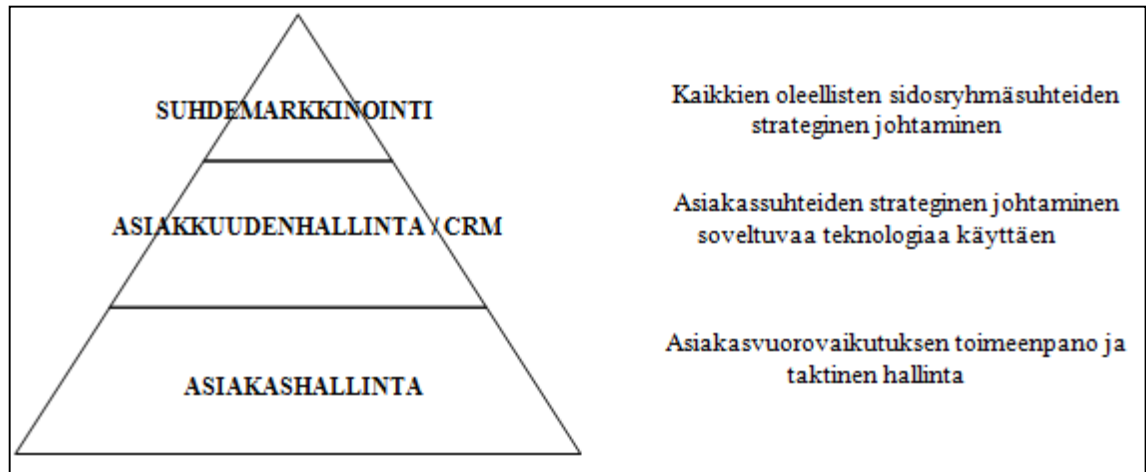 SUHDEMARKKINOINTI
Kaikkien oleellisten sidosryhmäsuhteiden
strateginen johtaminen
ASIAKKUUDENHALLINTA / CRM
Asiakassuhteiden strateginen johtaminen
soveltuvaa teknologiaa käyttäen
ASIAKASHALLINTA
Asiakasvuorovaikutuksen toimeenpano ja
taktinen hallinta